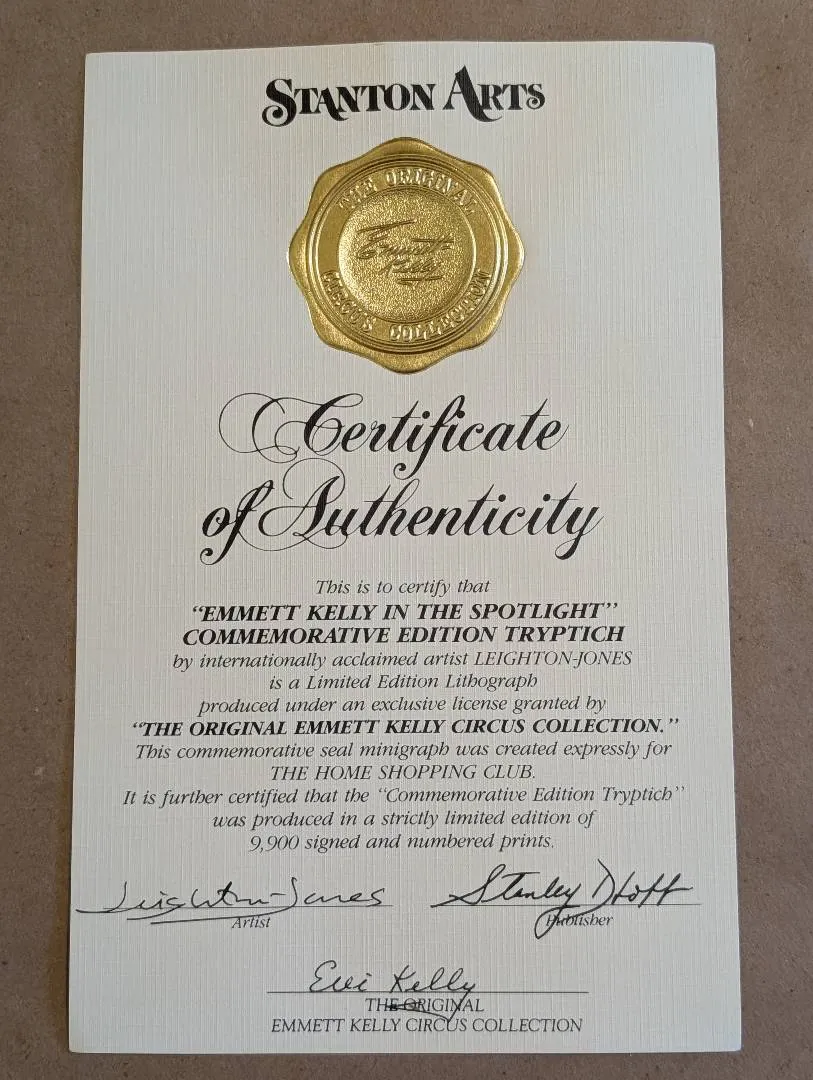 STANTON ARTS
THE ORIGINAL
Emmett
Kelly
CIRCUS COLLECTION
Certificate
of Authenticity
This is to certify that
“EMMETT KELLY IN THE SPOTLIGHT”
COMMEMORATIVE EDITION TRYPTICH
by internationally acclaimed artist LEIGHTON-JONES
is a Limited Edition Lithograph
produced under an exclusive license granted by
“THE ORIGINAL EMMETT KELLY CIRCUS COLLECTION.”
This commemorative seal minigraph was created expressly for
THE HOME SHOPPING CLUB.
It is further certified that the “Commemorative Edition Tryptich”
was produced in a strictly limited edition of
9,900 signed and numbered prints.
Leighton-Jones Stanley
Artist Publisher
Evi Kelly
THE ORIGINAL
EMMETT KELLY CIRCUS COLLECTION